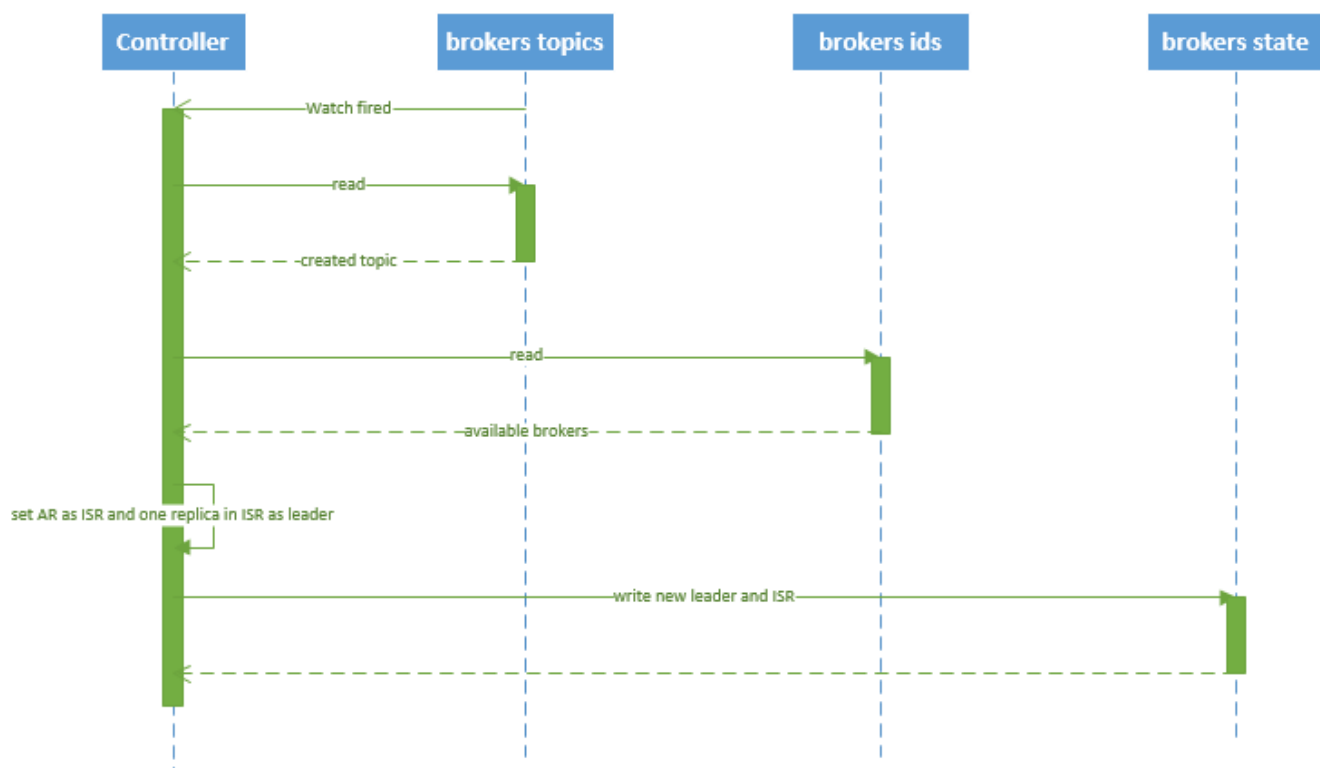 Controller
brokers topics
brokers ids
brokers state
Watch fired
read
created topic
read
available brokers
set AR as ISR and one replica in ISR as leader
write new leader and ISR